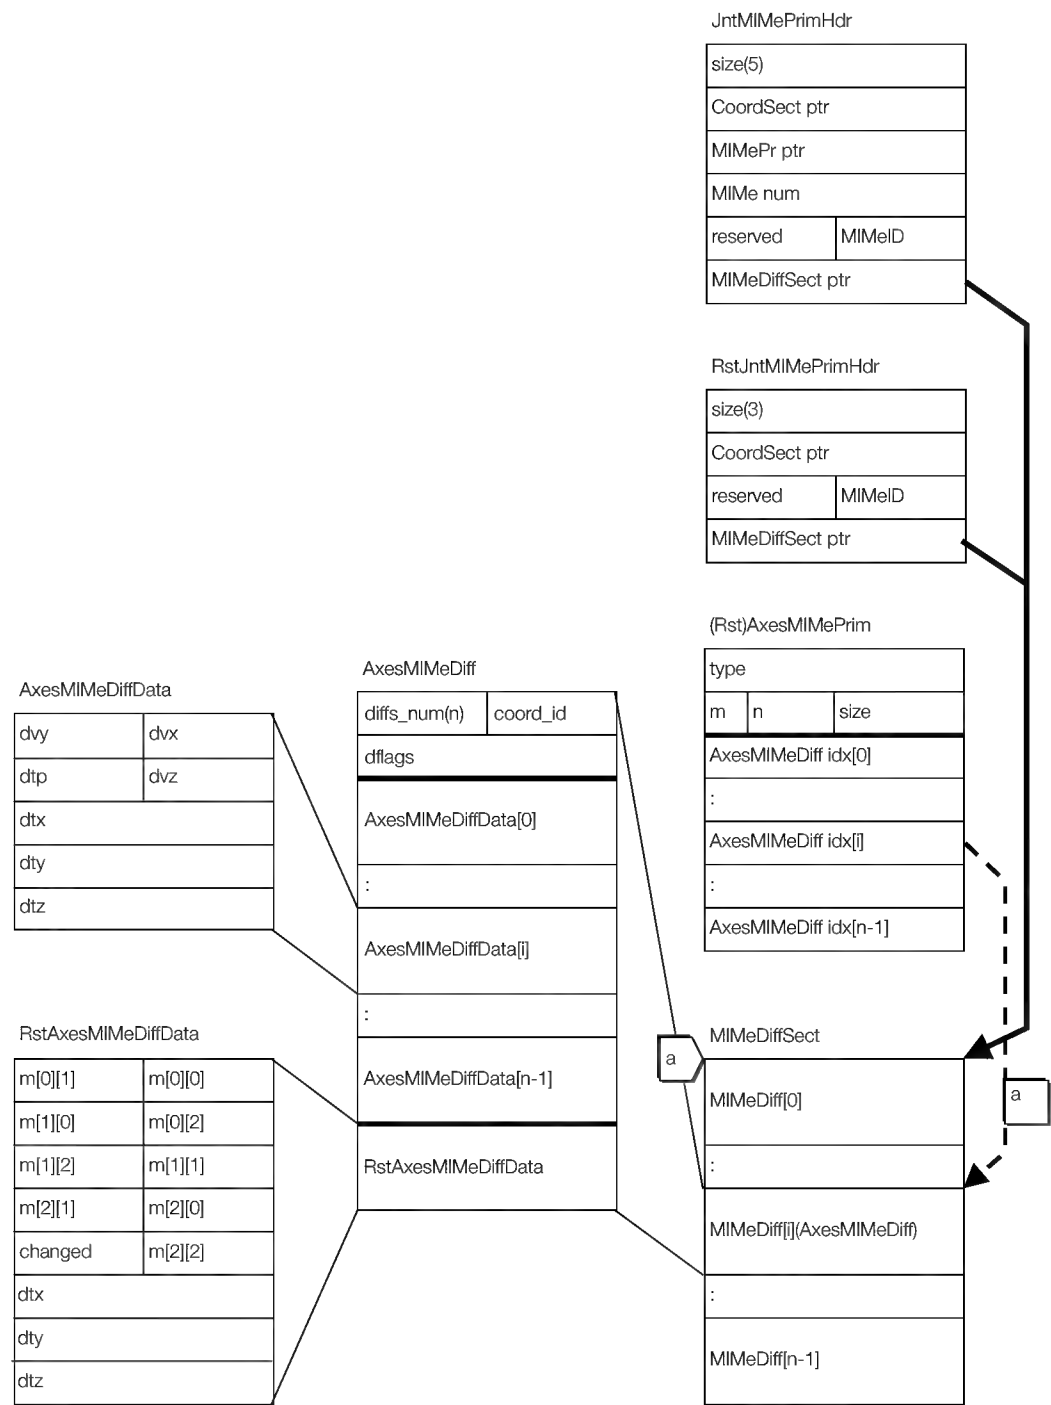 JntMIMePrimHdr
size(5)
CoordSect ptr
MIMePr ptr
MIMe num
reserved MIMeID
MIMeDiffSect ptr
RstJntMIMePrimHdr
size(3)
CoordSect ptr
reserved MIMeID
MIMeDiffSect ptr
(Rst)AxesMIMePrim
type
m n size
AxesMIMeDiff idx[0]
:
AxesMIMeDiff idx[i]
:
AxesMIMeDiff idx[n-1]
AxesMIMeDiffData
dvy dvx
dtp dvz
dtx
dty
dtz
AxesMIMeDiff
diffs_num(n) coord_id
dflags
AxesMIMeDiffData[0]
:
AxesMIMeDiffData[i]
:
AxesMIMeDiffData[n-1]
RstAxesMIMeDiffData
RstAxesMIMeDiffData
m[0][1] m[0][0]
m[1][0] m[0][2]
m[1][2] m[1][1]
m[2][1] m[2][0]
changed m[2][2]
dtx
dty
dtz
MIMeDiffSect
a
MIMeDiff[0]
a
:
MIMeDiff[i](AxesMIMeDiff)
:
MIMeDiff[n-1]